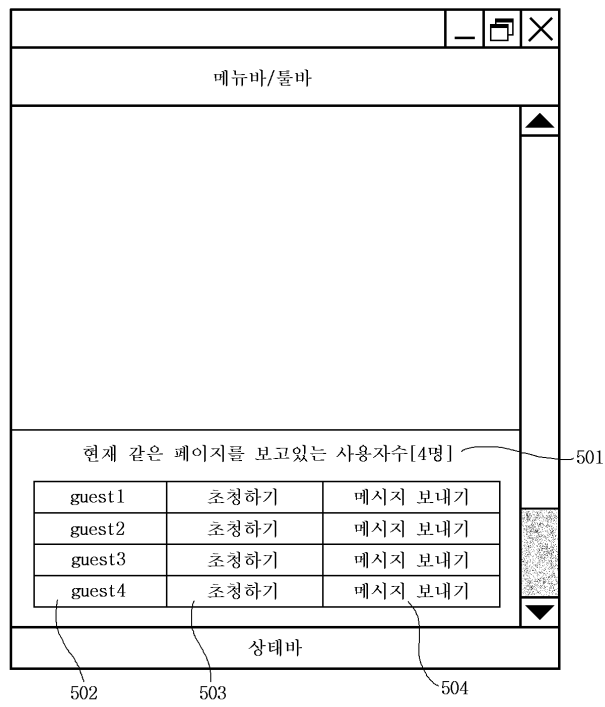 메뉴바/툴바
현재 같은 페이지를 보고있는 사용자수[4명]
501
guest1 초청하기 메시지 보내기
guest2 초청하기 메시지 보내기
guest3 초청하기 메시지 보내기
guest4 초청하기 메시지 보내기
상태바
502 503 504